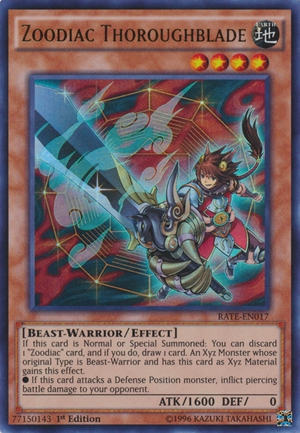 Zoodiac Thoroughblade
EARTH
地
RATE-EN017
[Beast-Warrior/Effect]
If this card is Normal or Special Summoned: You can discard
1 "Zoodiac" card, and if you do, draw 1 card. An Xyz Monster whose
original Type is Beast-Warrior and has this card as Xyz Material
gains this effect.
● If this card attacks a Defense Position monster, inflict piercing
battle damage to your opponent.
ATK/1600 DEF/ 0
77150143 1st Edition ©1996 KAZUKI TAKAHASHI